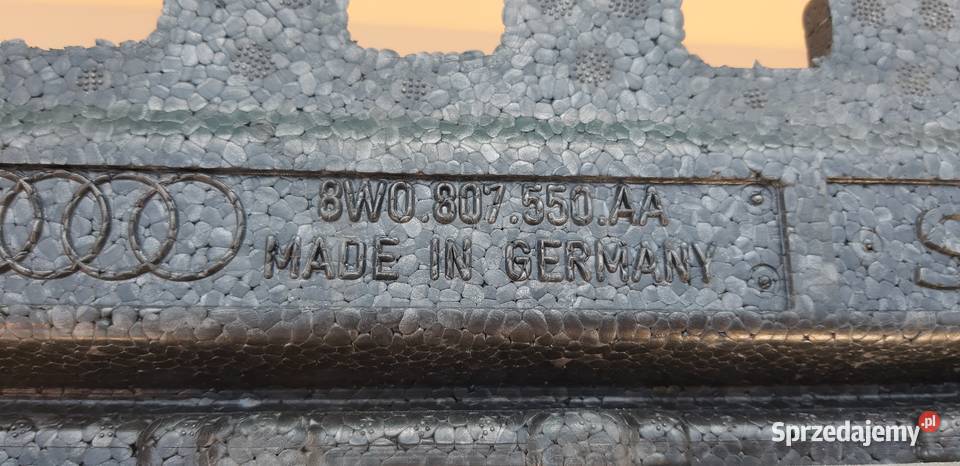 8W0.807.550.AA
MADE IN GERMANY
S
Sprzedajemy.pl